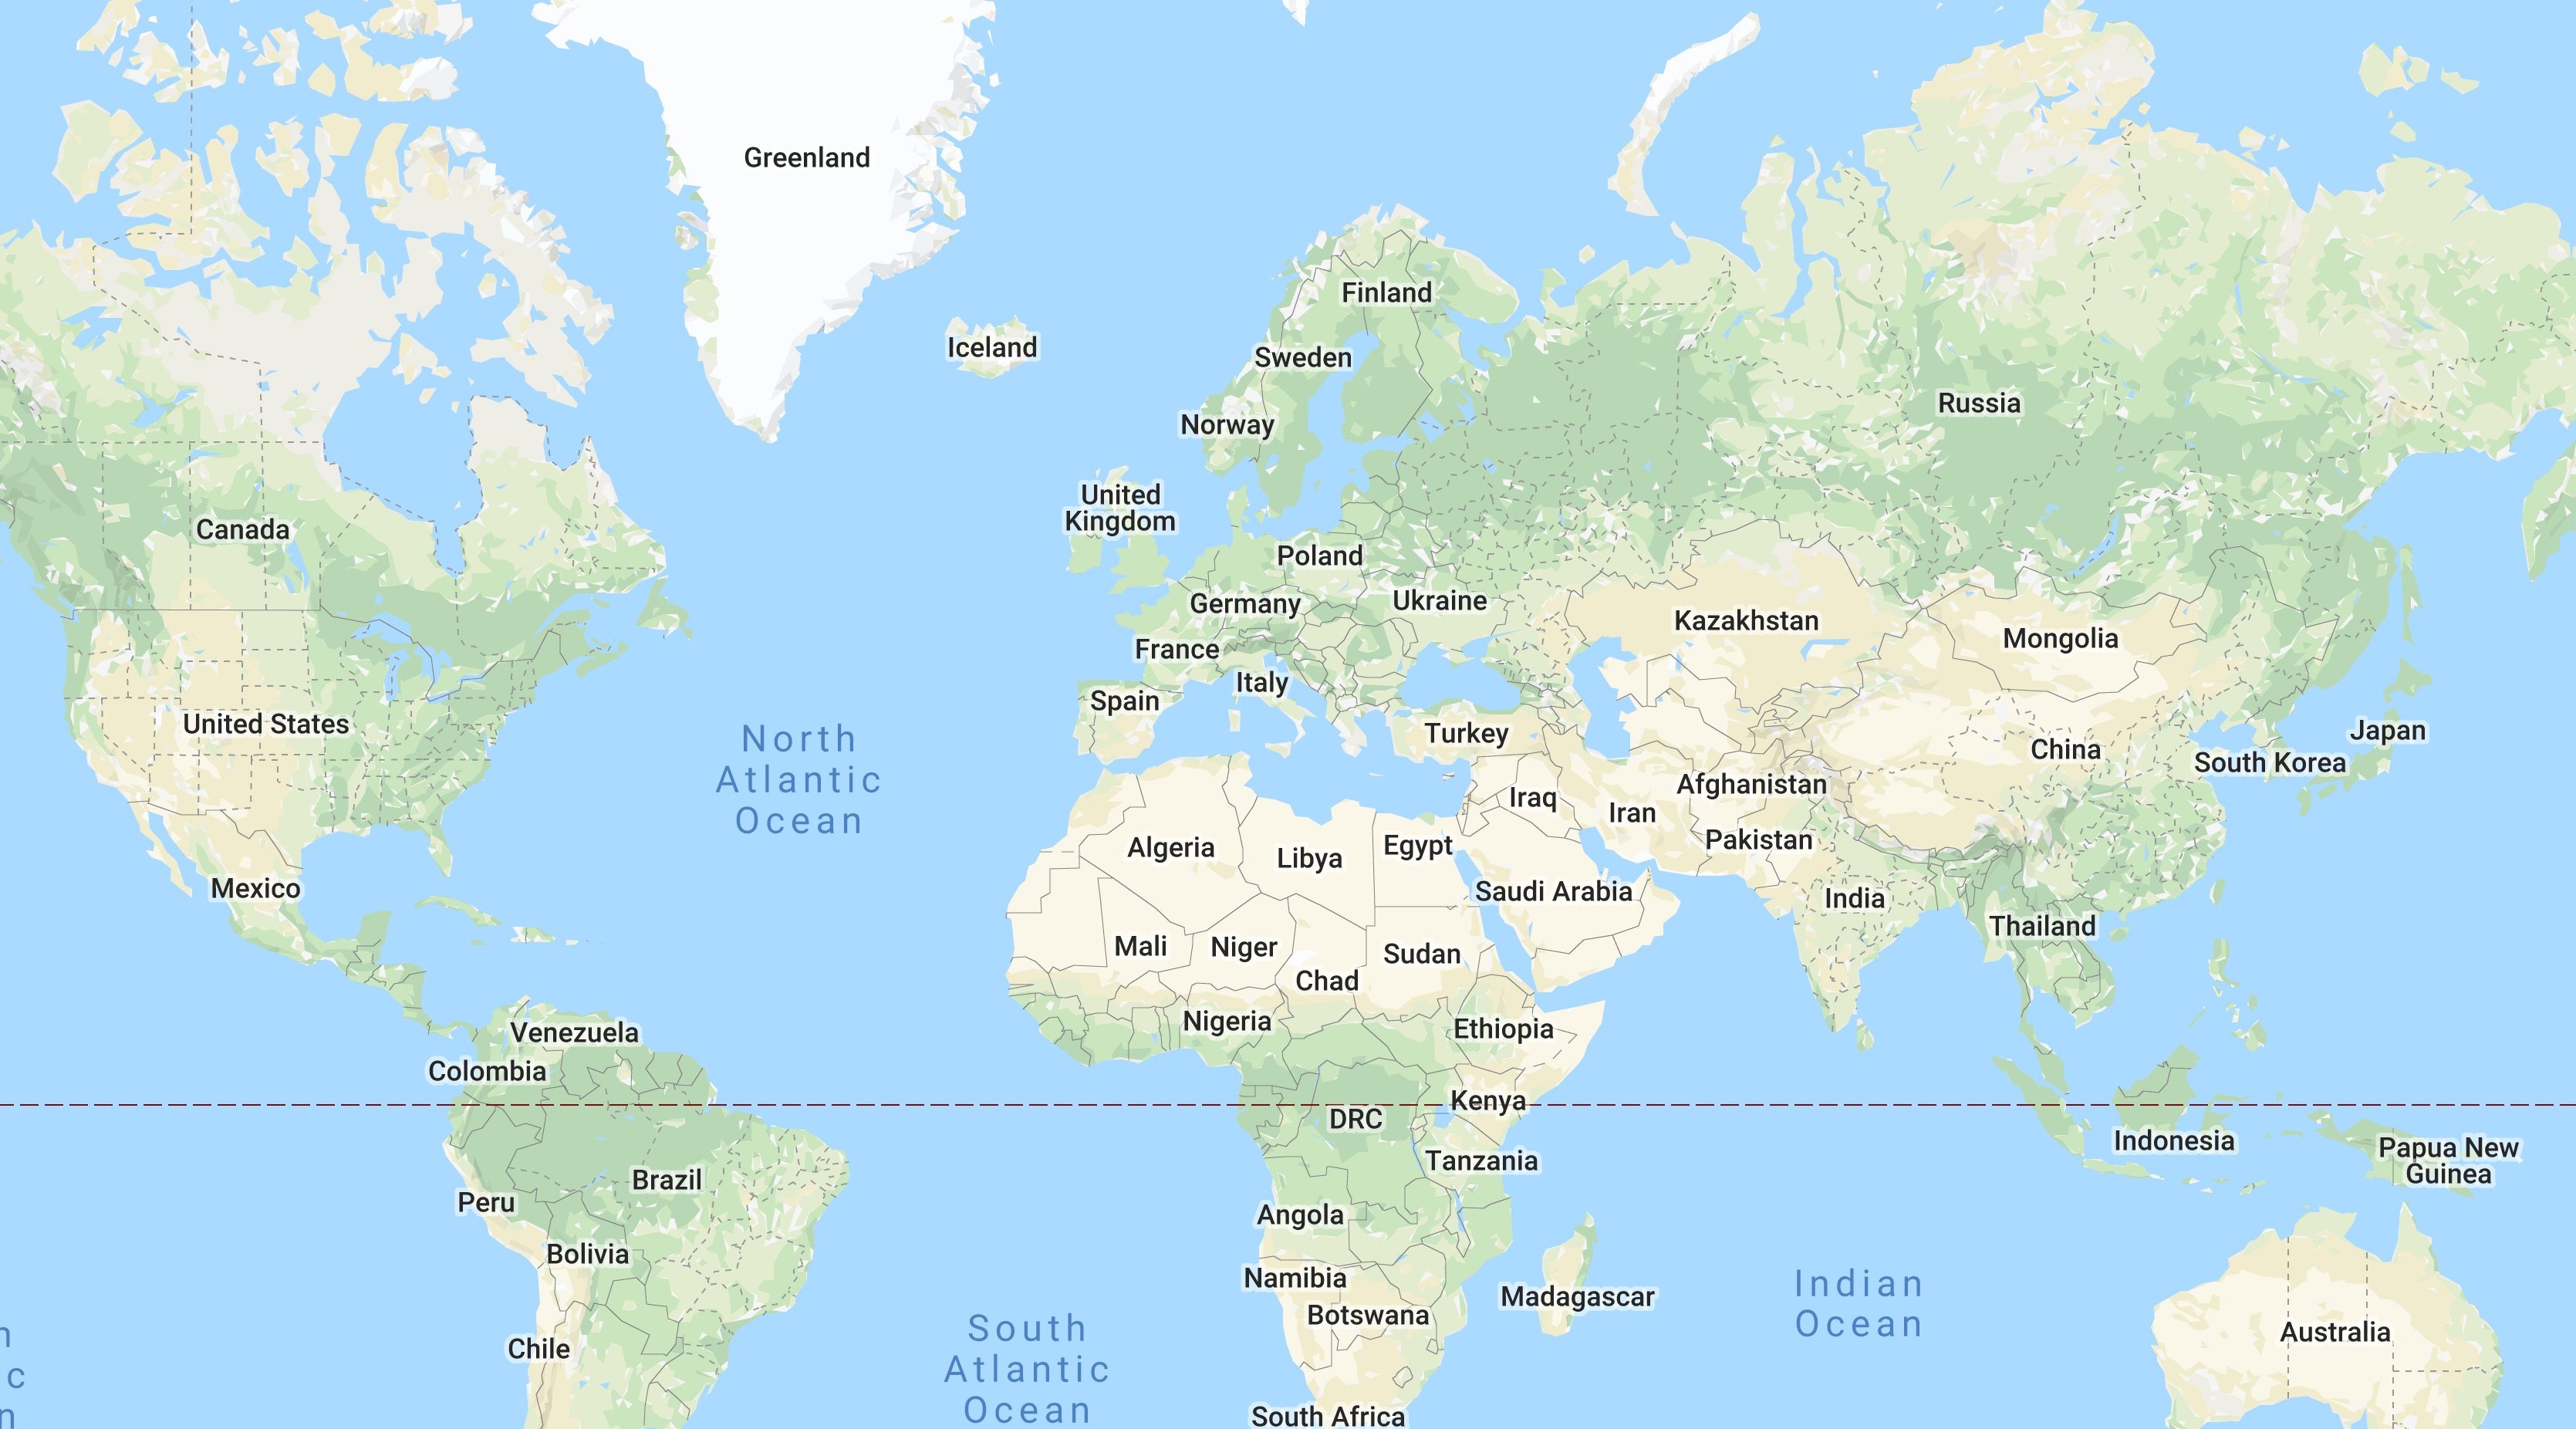 Greenland
Finland
Iceland
Sweden
Russia
Norway
United
Kingdom
Canada
Poland
Germany
Ukraine
Kazakhstan
Mongolia
France
Italy
Spain
United States
Turkey
Japan
China
South Korea
North
Atlantic
Ocean
Afghanistan
Iraq
Iran
Pakistan
Algeria
Libya
Egypt
Mexico
Saudi Arabia
India
Thailand
Mali
Niger
Sudan
Chad
Nigeria
Ethiopia
Venezuela
Colombia
Kenya
DRC
Indonesia
Papua New
Guinea
Tanzania
Brazil
Peru
Angola
Bolivia
Namibia
Madagascar
Indian
Ocean
Botswana
Australia
Chile
South
Atlantic
Ocean
n
c
n
South Africa